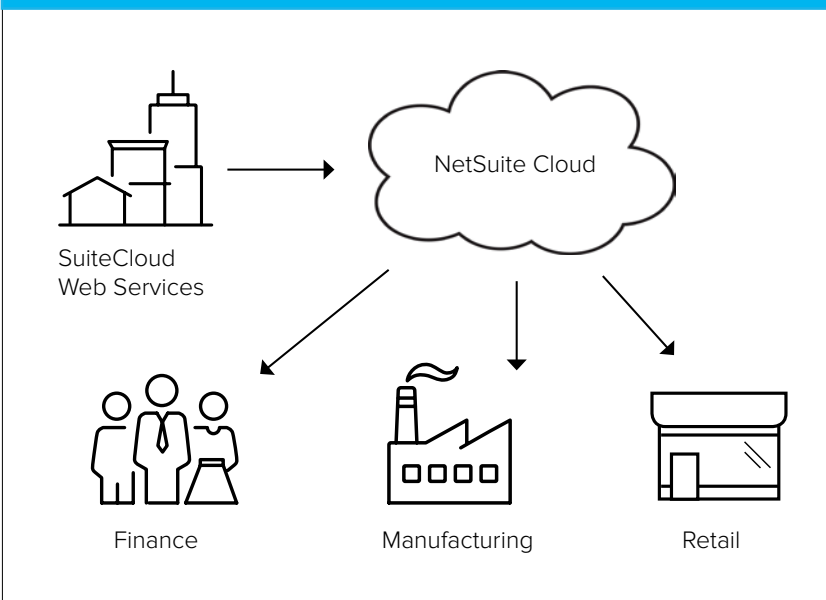 NetSuite Cloud
SuiteCloud
Web Services
Finance
Manufacturing
Retail